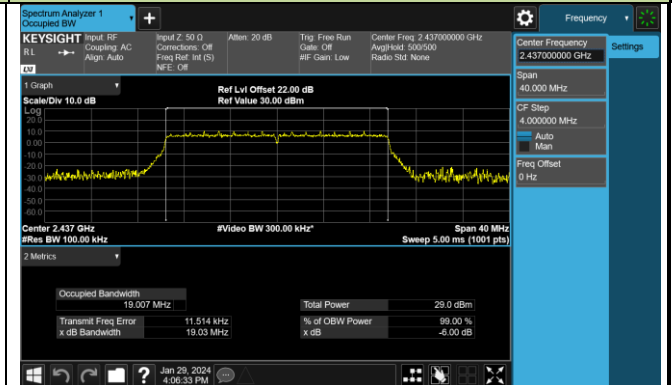 Spectrum Analyzer 1
Occupied BW
+
Frequency
KEYSIGHT
Input: RF
Coupling: AC
Align: Auto
Input Z: 50 Ω
Corrections: Off
Freq Ref: Int (S)
NFE: Off
Atten: 20 dB
Trig: Free Run
Gate: Off
#IF Gain: Low
Center Freq: 2.437000000 GHz
Avg|Hold: 500/500
Radio Std: None
RL
LXI
Center Frequency
2.437000000 GHz
Settings
Span
40.000 MHz
CF Step
4.000000 MHz
Auto
Man
Freq Offset
0 Hz
1 Graph
Scale/Div 10.0 dB
Ref Lvl Offset 22.00 dB
Ref Value 30.00 dBm
Log
20.0
10.0
0.00
-10.0
-20.0
-30.0
-40.0
-50.0
-60.0
Center 2.437 GHz
#Video BW 300.00 kHz*
Span 40 MHz
#Res BW 100.00 kHz
Sweep 5.00 ms (1001 pts)
2 Metrics
Occupied Bandwidth
19.007 MHz
Total Power 29.0 dBm
Transmit Freq Error 11.514 kHz
% of OBW Power 99.00 %
x dB Bandwidth 19.03 MHz
x dB -6.00 dB
?
Jan 29, 2024
4:06:33 PM